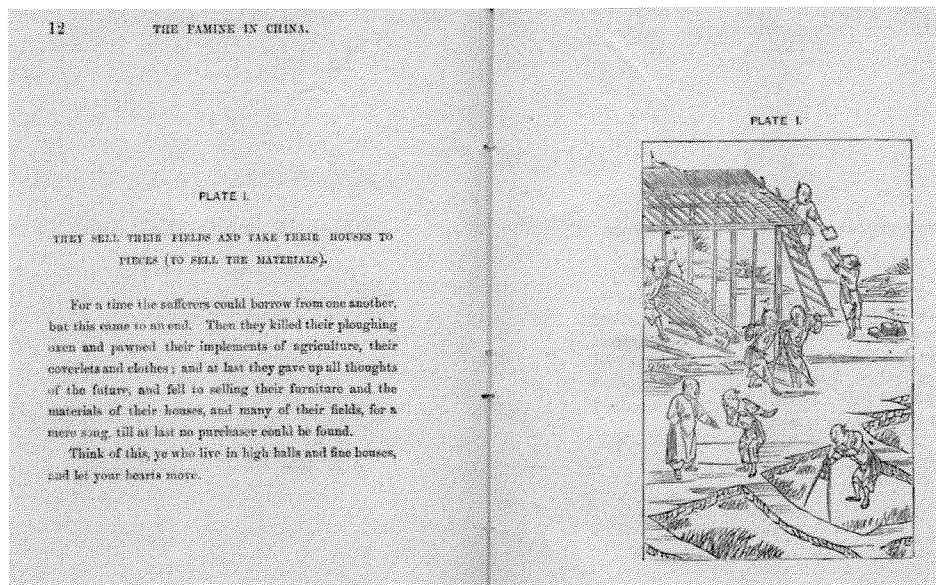 12 THE FAMINE IN CHINA.
PLATE I.
THEY SELL THEIR FIELDS AND TAKE THEIR HOUSES TO
PIECES (TO SELL THE MATERIALS).
For a time the sufferers could borrow from one another,
but this came to an end. Then they killed their ploughing
oxen and pawned their implements of agriculture, their
coverlets and clothes; and at last they gave up all thoughts
of the future, and fell to selling their furniture and the
materials of their houses, and many of their fields, for a
mere song, till at last no purchaser could be found.
Think of this, ye who live in high halls and fine houses,
and let your hearts move.
PLATE I.